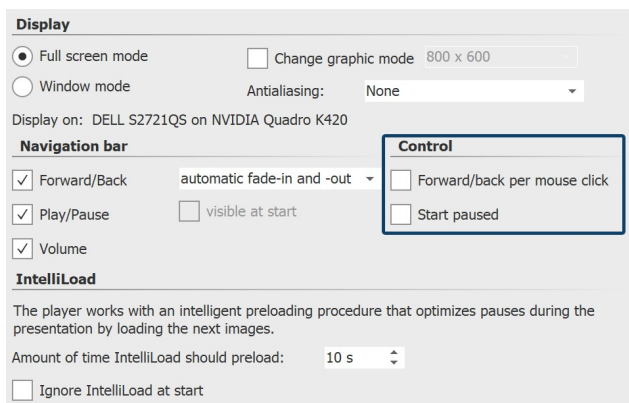 Display
Full screen mode
Change graphic mode 800 x 600
Window mode
Antialiasing: None
Display on: DELL S2721QS on NVIDIA Quadro K420
Navigation bar
Control
Forward/Back automatic fade-in and -out
Forward/back per mouse click
Play/Pause visible at start
Start paused
Volume
IntelliLoad
The player works with an intelligent preloading procedure that optimizes pauses during the
presentation by loading the next images.
Amount of time IntelliLoad should preload: 10 s
Ignore IntelliLoad at start